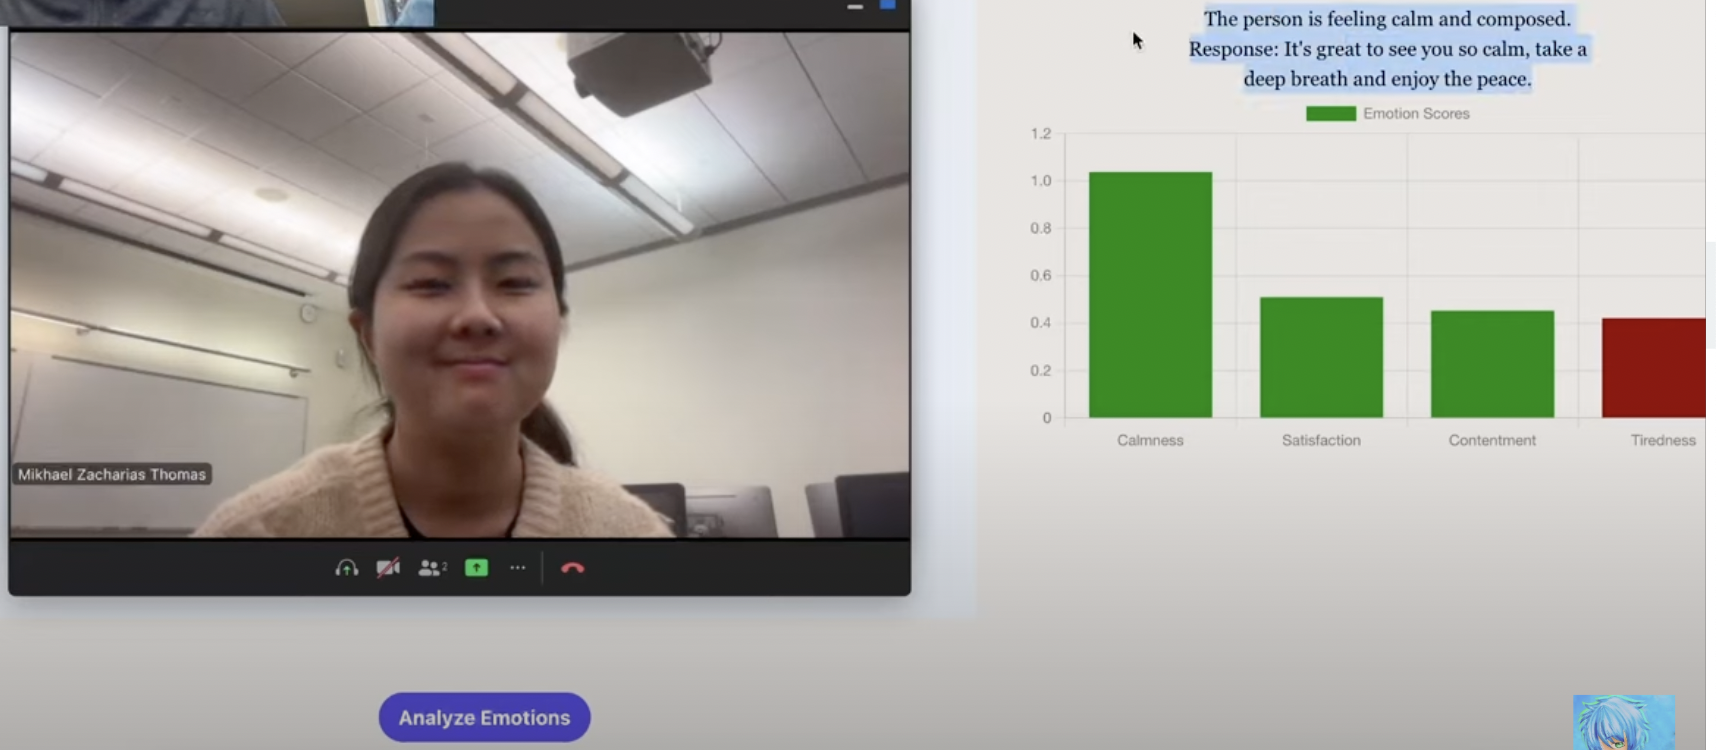 The person is feeling calm and composed.
Response: It's great to see you so calm, take a
deep breath and enjoy the peace.
Emotion Scores
1.2
1.0
0.8
0.6
0.4
0.2
0
Calmness
Satisfaction
Contentment
Tiredness
Mikhael Zacharias Thomas
2
Analyze Emotions